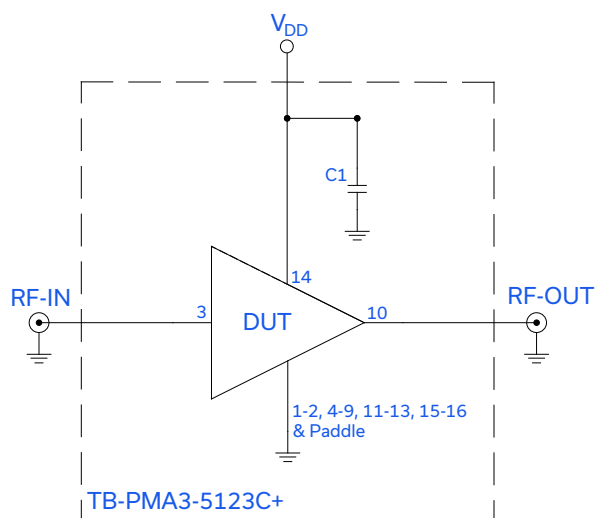 VDD
C1
14
RF-IN
3
DUT
10
RF-OUT
1-2, 4-9, 11-13, 15-16
& Paddle
TB-PMA3-5123C+